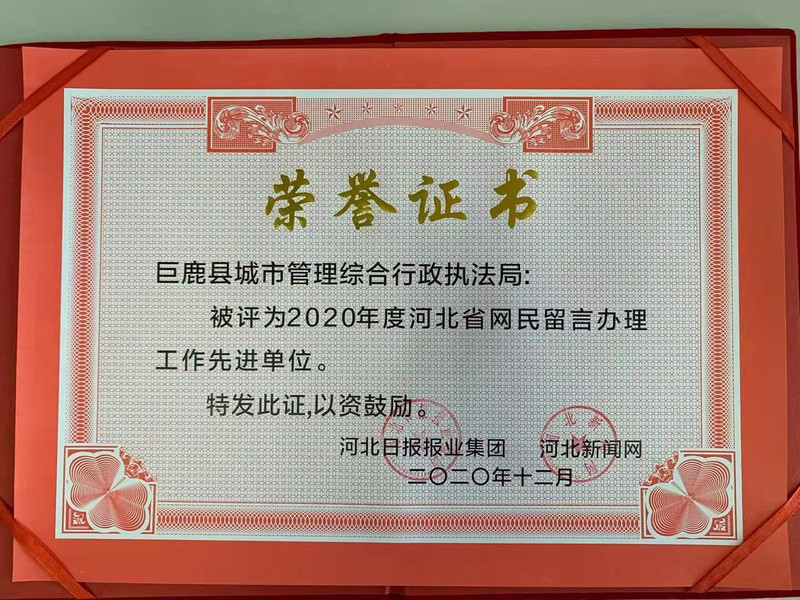 荣誉证书
巨鹿县城市管理综合行政执法局:
被评为2020年度河北省网民留言办理
工作先进单位。
特发此证,以资鼓励。
河北日报报业集团 河北新闻网
二〇二〇年十二月